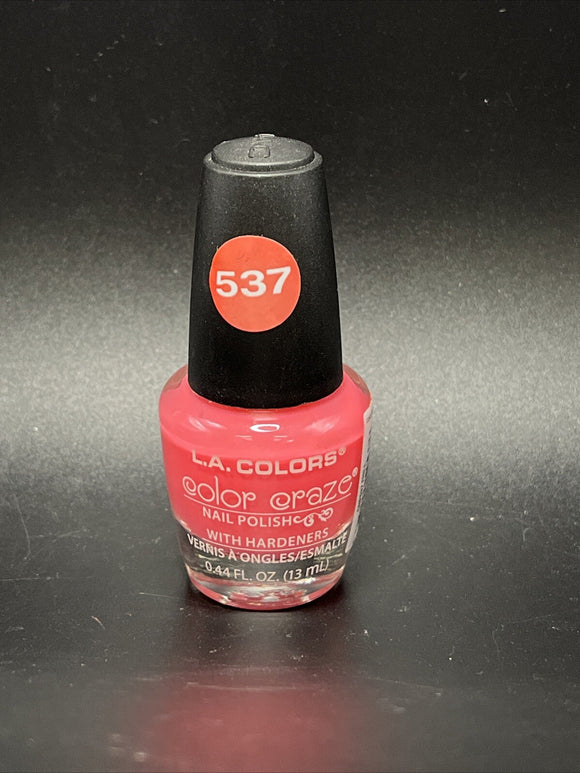 537
L.A. COLORS®
color craze®
NAIL POLISH
WITH HARDENERS
VERNIS À ONGLES/ESMALTE
0.44 FL. OZ. (13 mL)